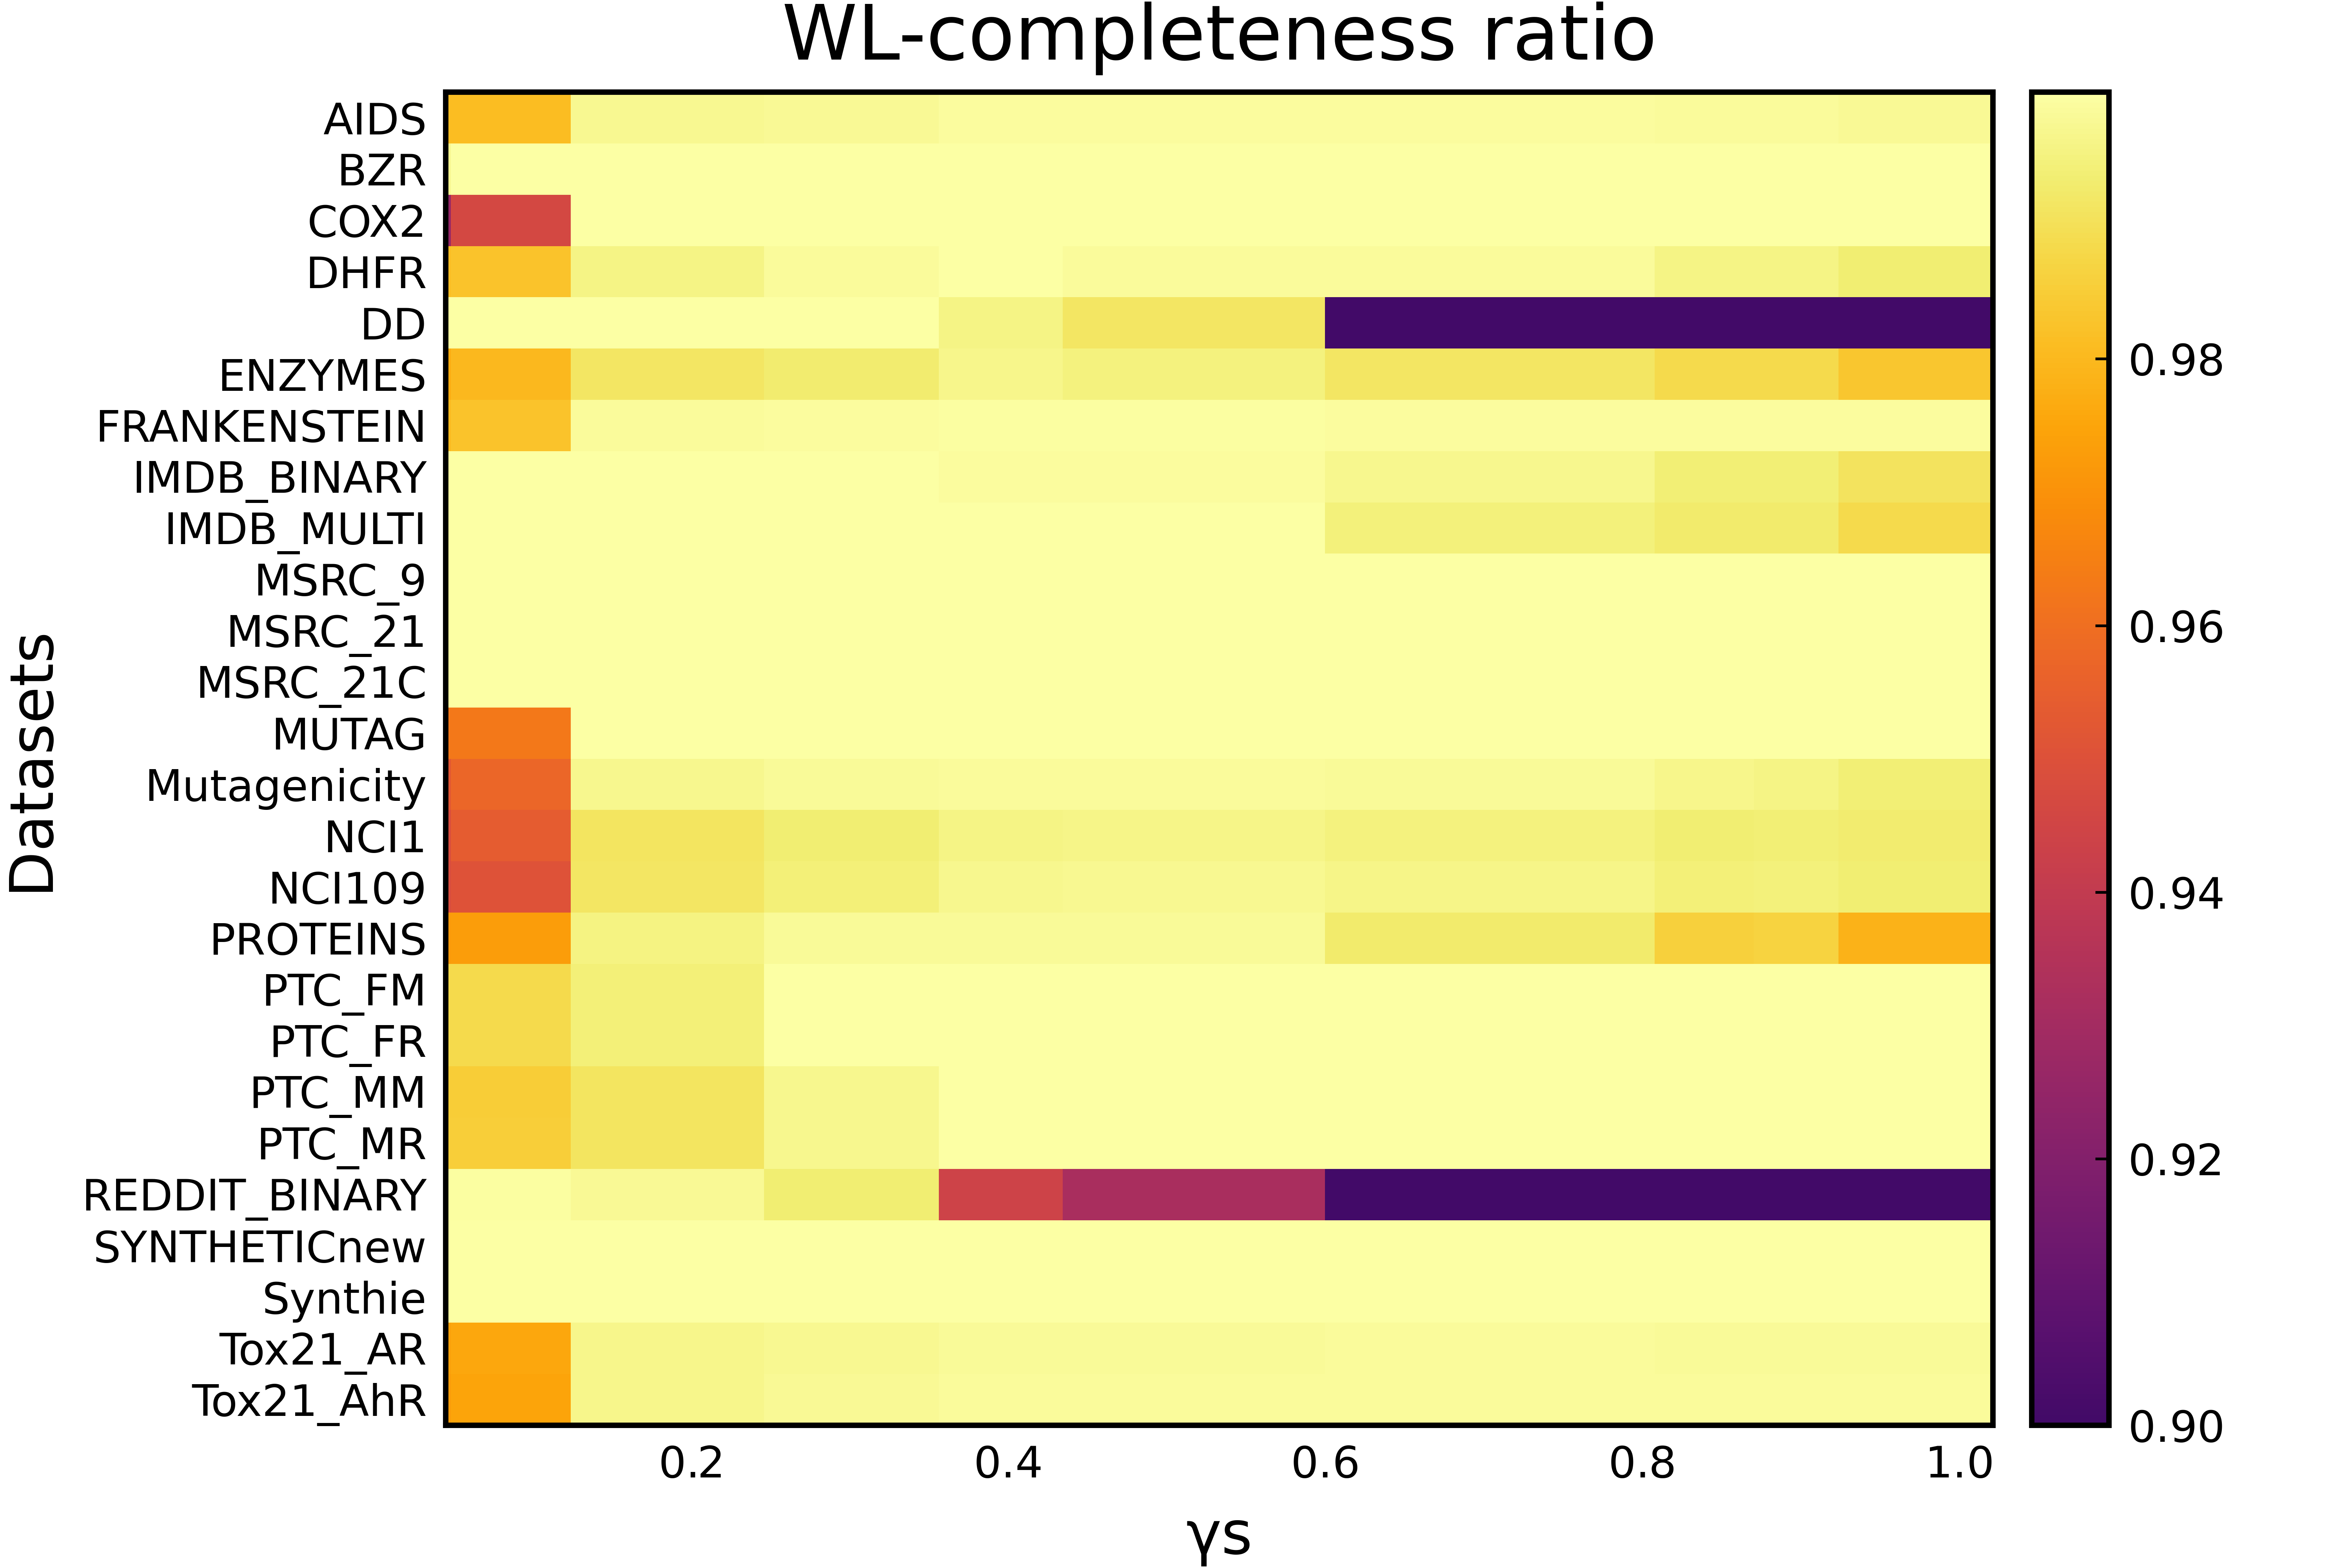 WL-completeness ratio
Datasets
AIDS
BZR
COX2
DHFR
DD
ENZYMES
FRANKENSTEIN
IMDB_BINARY
IMDB_MULTI
MSRC_9
MSRC_21
MSRC_21C
MUTAG
Mutagenicity
NCI1
NCI109
PROTEINS
PTC_FM
PTC_FR
PTC_MM
PTC_MR
REDDIT_BINARY
SYNTHETICnew
Synthie
Tox21_AR
Tox21_AhR
0.2 0.4 0.6 0.8 1.0
γs
0.98
0.96
0.94
0.92
0.90